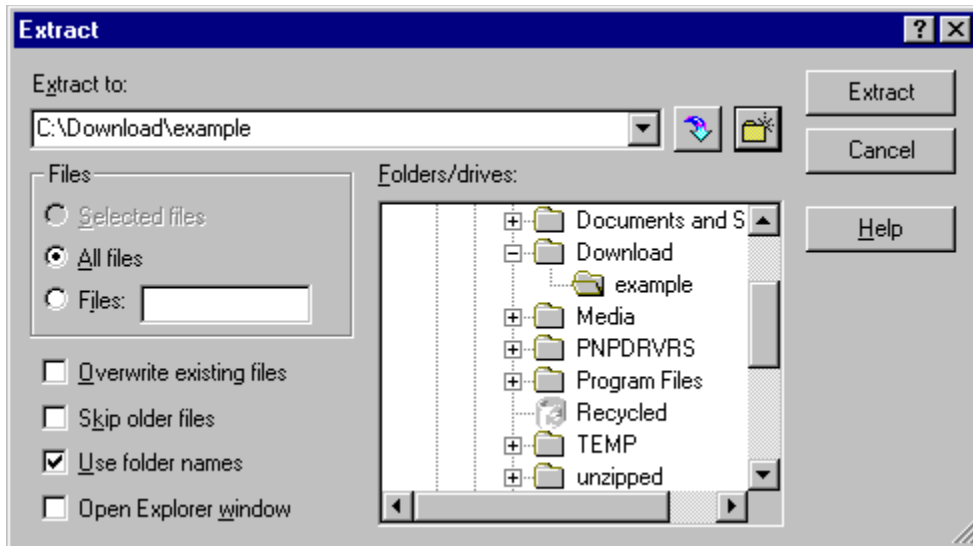 Extract
Extract to:
C:\Download\example
Extract
Cancel
Help
Files
Selected files
All files
Files:
Overwrite existing files
Skip older files
Use folder names
Open Explorer window
Folders/drives:
Documents and S
Download
example
Media
PNPDRVRS
Program Files
Recycled
TEMP
unzipped